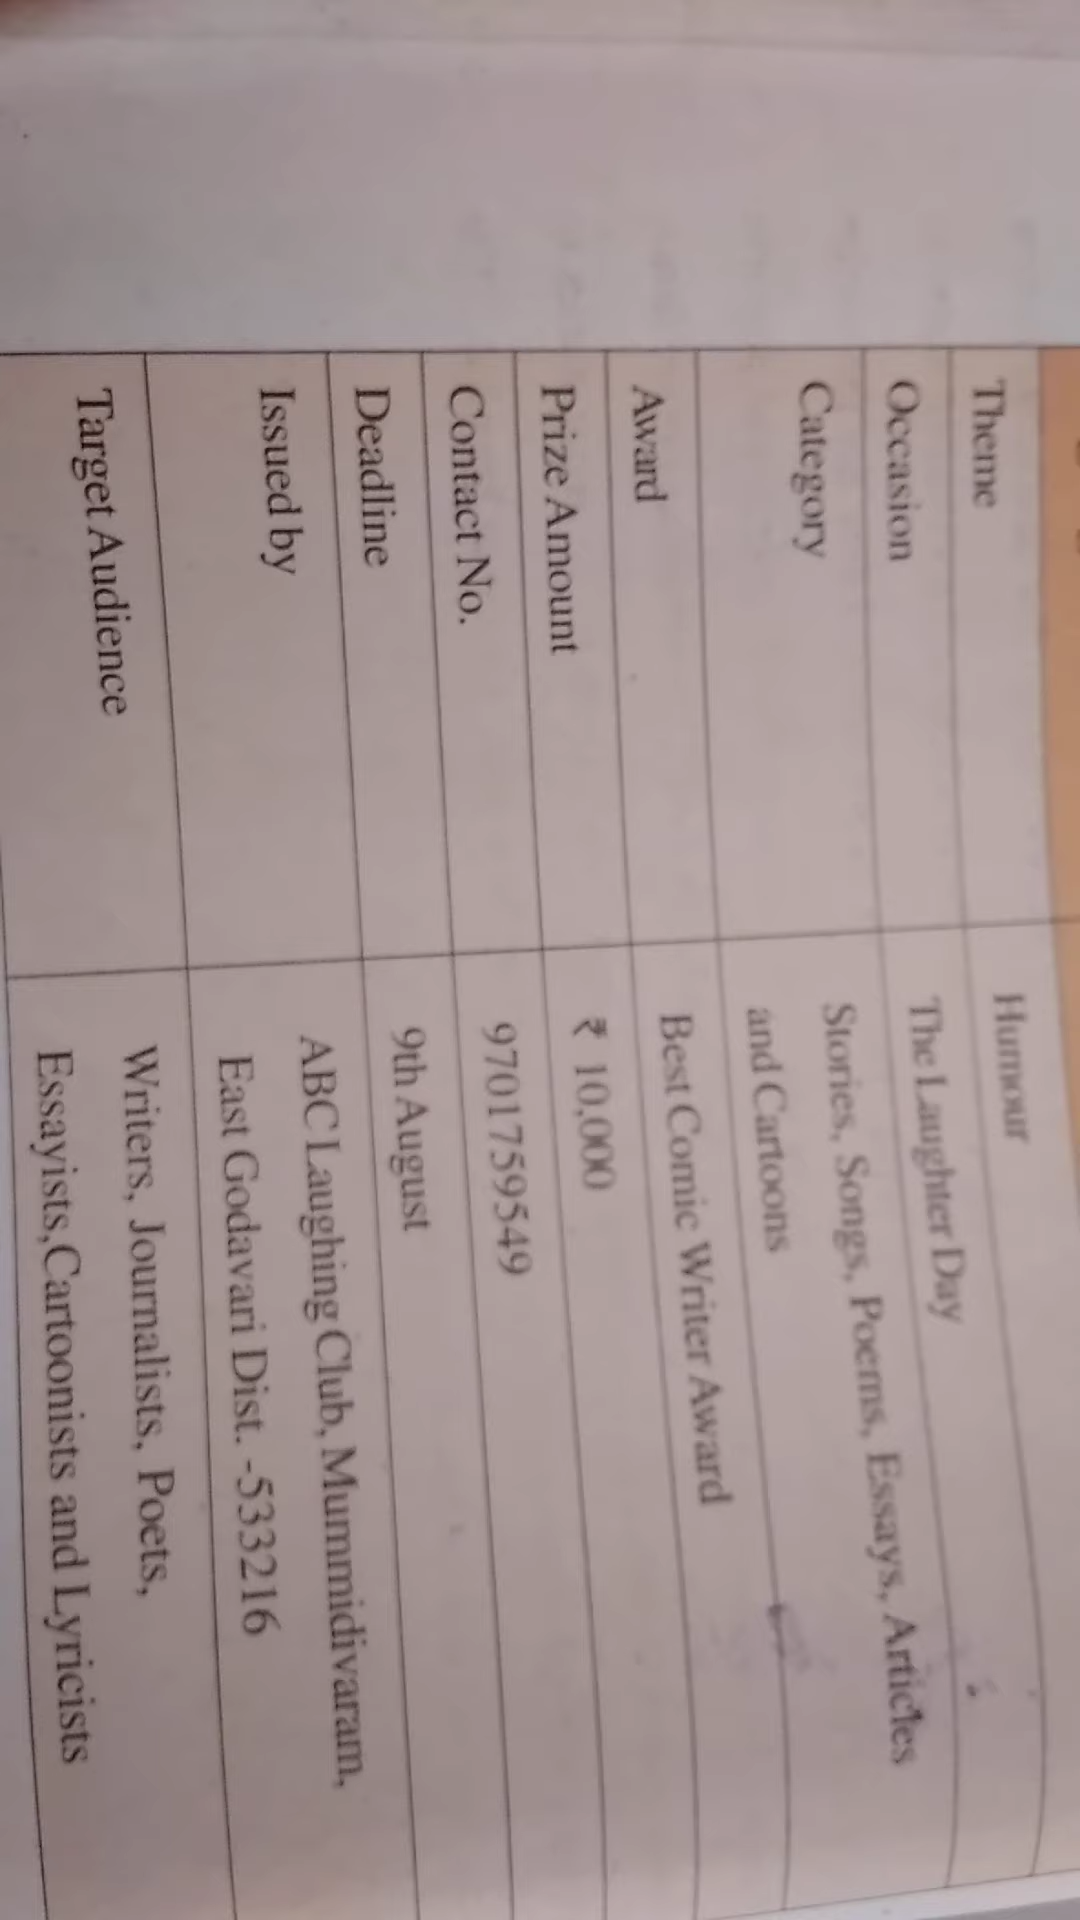 Theme Humour
Occasion The Laughter Day
Category Stories, Songs, Poems, Essays, Articles
and Cartoons
Award Best Comic Writer Award
Prize Amount ₹ 10,000
Contact No. 9701759549
Deadline 9th August
Issued by ABC Laughing Club, Mummidivaram,
East Godavari Dist. -533216
Target Audience Writers, Journalists, Poets,
Essayists, Cartoonists and Lyricists